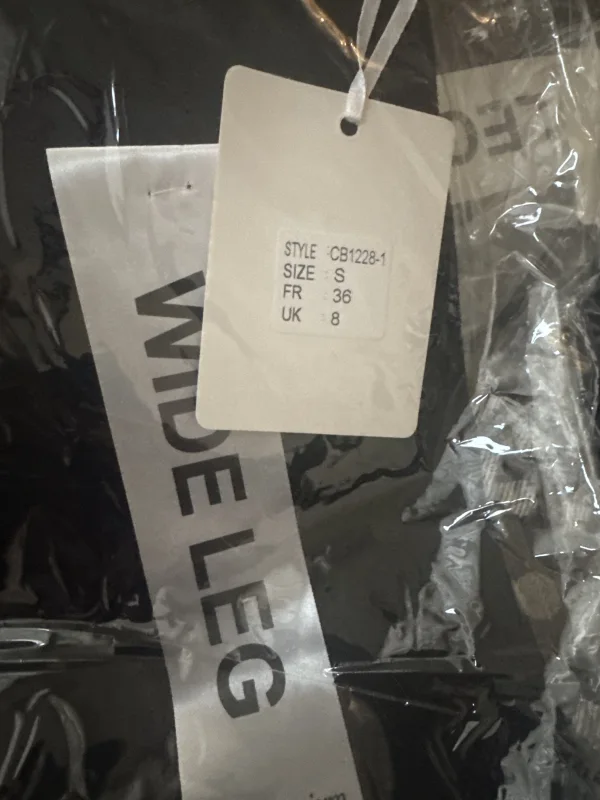 STYLE :CB1228-1
SIZE : S
FR : 36
UK : 8
WIDE LEG